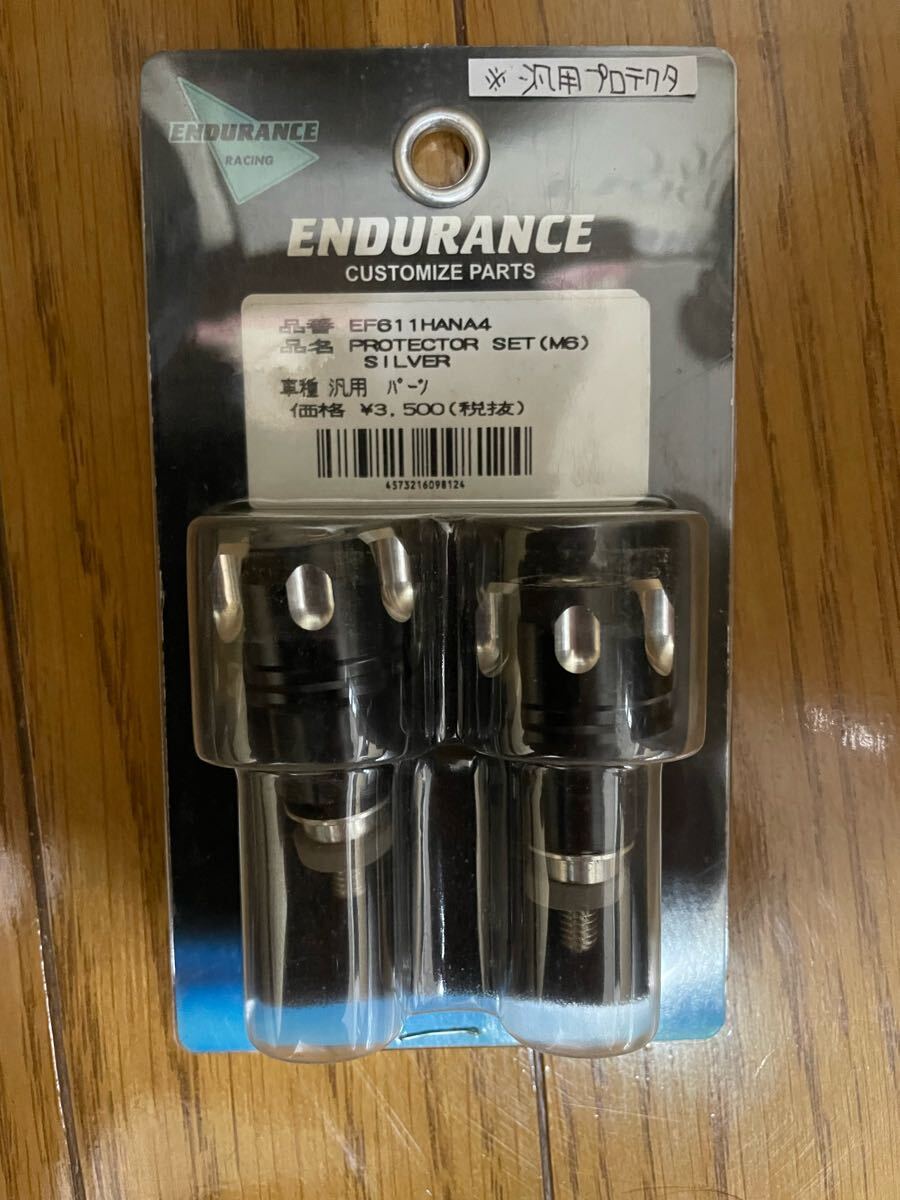 ※ 汎用プロテクタ
ENDURANCE
RACING
ENDURANCE
CUSTOMIZE PARTS
品番 EF611HANA4
品名 PROTECTOR SET(M6)
SILVER
車種 汎用 パーツ
価格 ¥3,500(税抜)
4573216098124